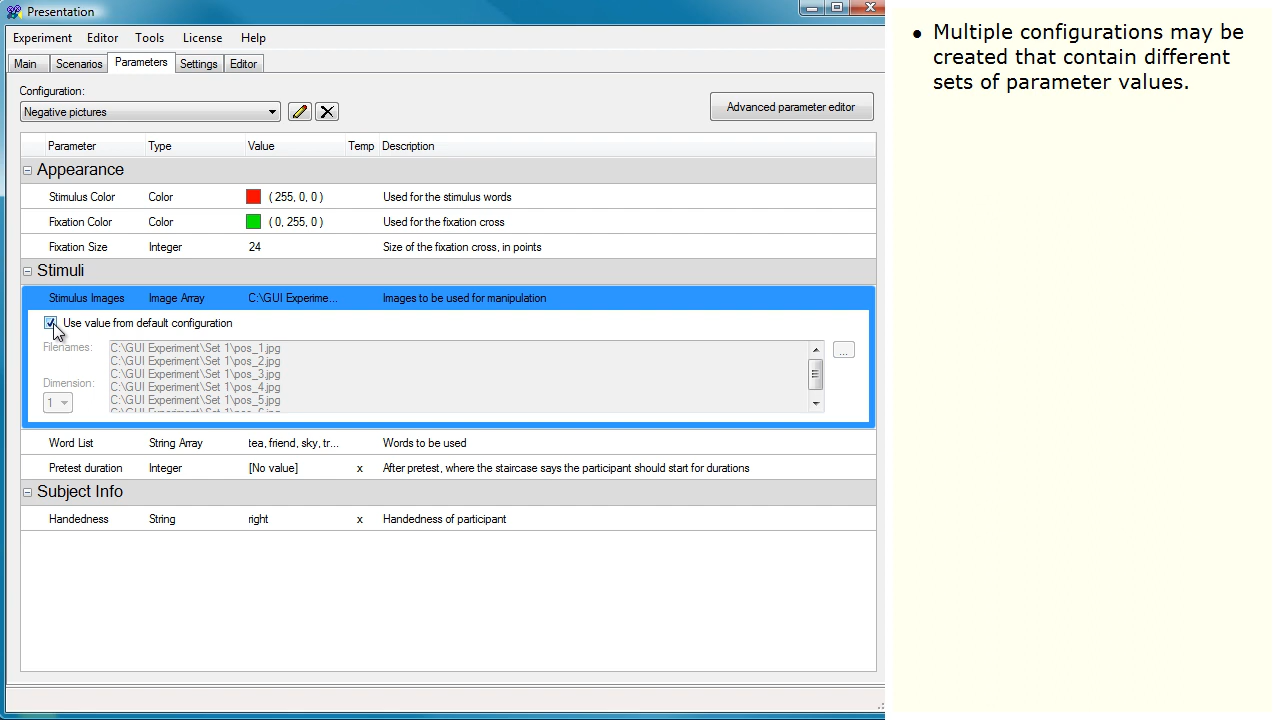 Presentation
Experiment Editor Tools License Help
Main Scenarios Parameters Settings Editor
Configuration:
Negative pictures
Advanced parameter editor
Parameter Type Value Temp Description
Appearance
Stimulus Color Color ( 255, 0, 0 ) Used for the stimulus words
Fixation Color Color ( 0, 255, 0 ) Used for the fixation cross
Fixation Size Integer 24 Size of the fixation cross, in points
Stimuli
Stimulus Images Image Array C:\GUI Experime... Images to be used for manipulation
Use value from default configuration
Filenames:
C:\GUI Experiment\Set 1\pos_1.jpg
C:\GUI Experiment\Set 1\pos_2.jpg
C:\GUI Experiment\Set 1\pos_3.jpg
Dimension:
C:\GUI Experiment\Set 1\pos_4.jpg
1
C:\GUI Experiment\Set 1\pos_5.jpg
...
Word List String Array tea, friend, sky, tr... Words to be used
Pretest duration Integer [No value] x After pretest, where the staircase says the participant should start for durations
Subject Info
Handedness String right x Handedness of participant
• Multiple configurations may be
created that contain different
sets of parameter values.